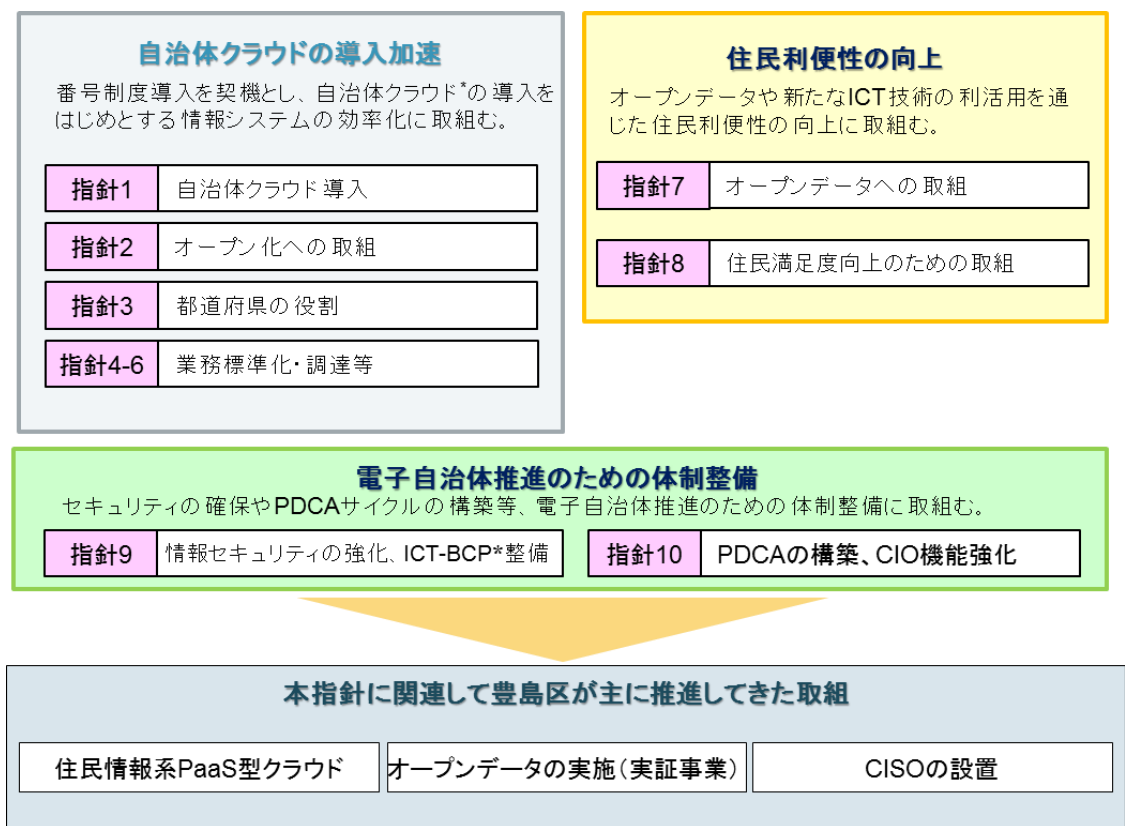 自治体クラウドの導入加速
番号制度導入を契機とし、自治体クラウド*の導入を
はじめとする情報システムの効率化に取組む。
指針1 自治体クラウド導入
指針2 オープン化への取組
指針3 都道府県の役割
指針4-6 業務標準化・調達等
住民利便性の向上
オープンデータや新たなICT技術の利活用を通
じた住民利便性の向上に取組む。
指針7 オープンデータへの取組
指針8 住民満足度向上のための取組
電子自治体推進のための体制整備
セキュリティの確保やPDCAサイクルの構築等、電子自治体推進のための体制整備に取組む。
指針9 情報セキュリティの強化、ICT-BCP*整備
指針10 PDCAの構築、CIO機能強化
本指針に関連して豊島区が主に推進してきた取組
住民情報系PaaS型クラウド
オープンデータの実施(実証事業)
CISOの設置